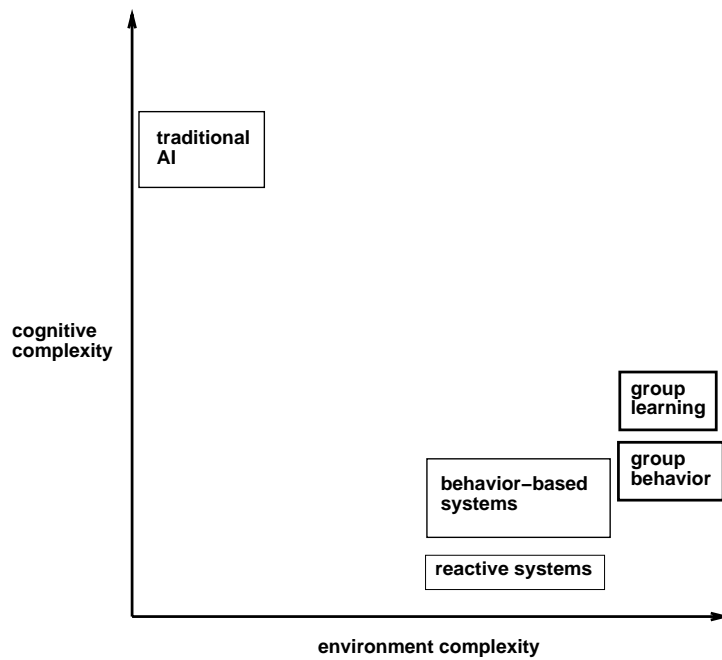 traditional
AI
cognitive
complexity
group
learning
group
behavior
behavior−based
systems
reactive systems
environment complexity